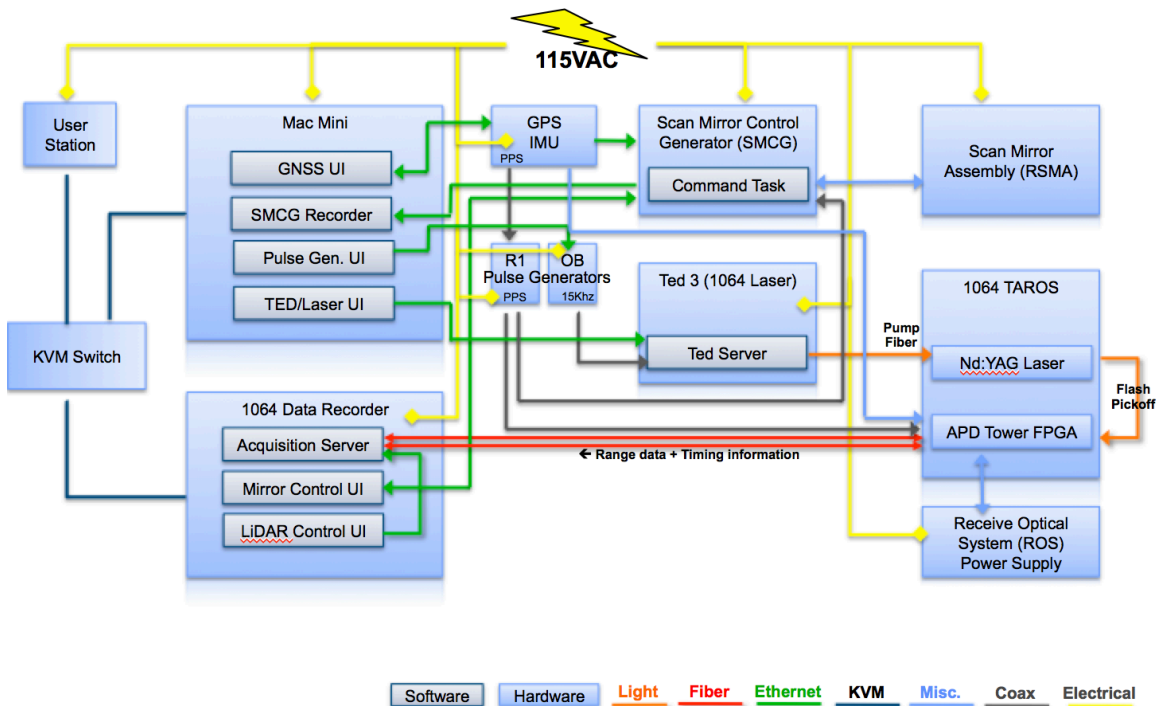 115VAC
User
Station
Mac Mini
GNSS UI
SMCG Recorder
Pulse Gen. UI
TED/Laser UI
GPS
IMU
PPS
Scan Mirror Control
Generator (SMCG)
Command Task
Scan Mirror
Assembly (RSMA)
R1
OB
Pulse Generators
PPS
15Khz
KVM Switch
Ted 3 (1064 Laser)
Ted Server
Pump
Fiber
1064 TAROS
Nd:YAG Laser
Flash
Pickoff
APD Tower FPGA
1064 Data Recorder
Acquisition Server
Mirror Control UI
LiDAR Control UI
← Range data + Timing information
Receive Optical
System (ROS)
Power Supply
Software
Hardware
Light
Fiber
Ethernet
KVM
Misc.
Coax
Electrical